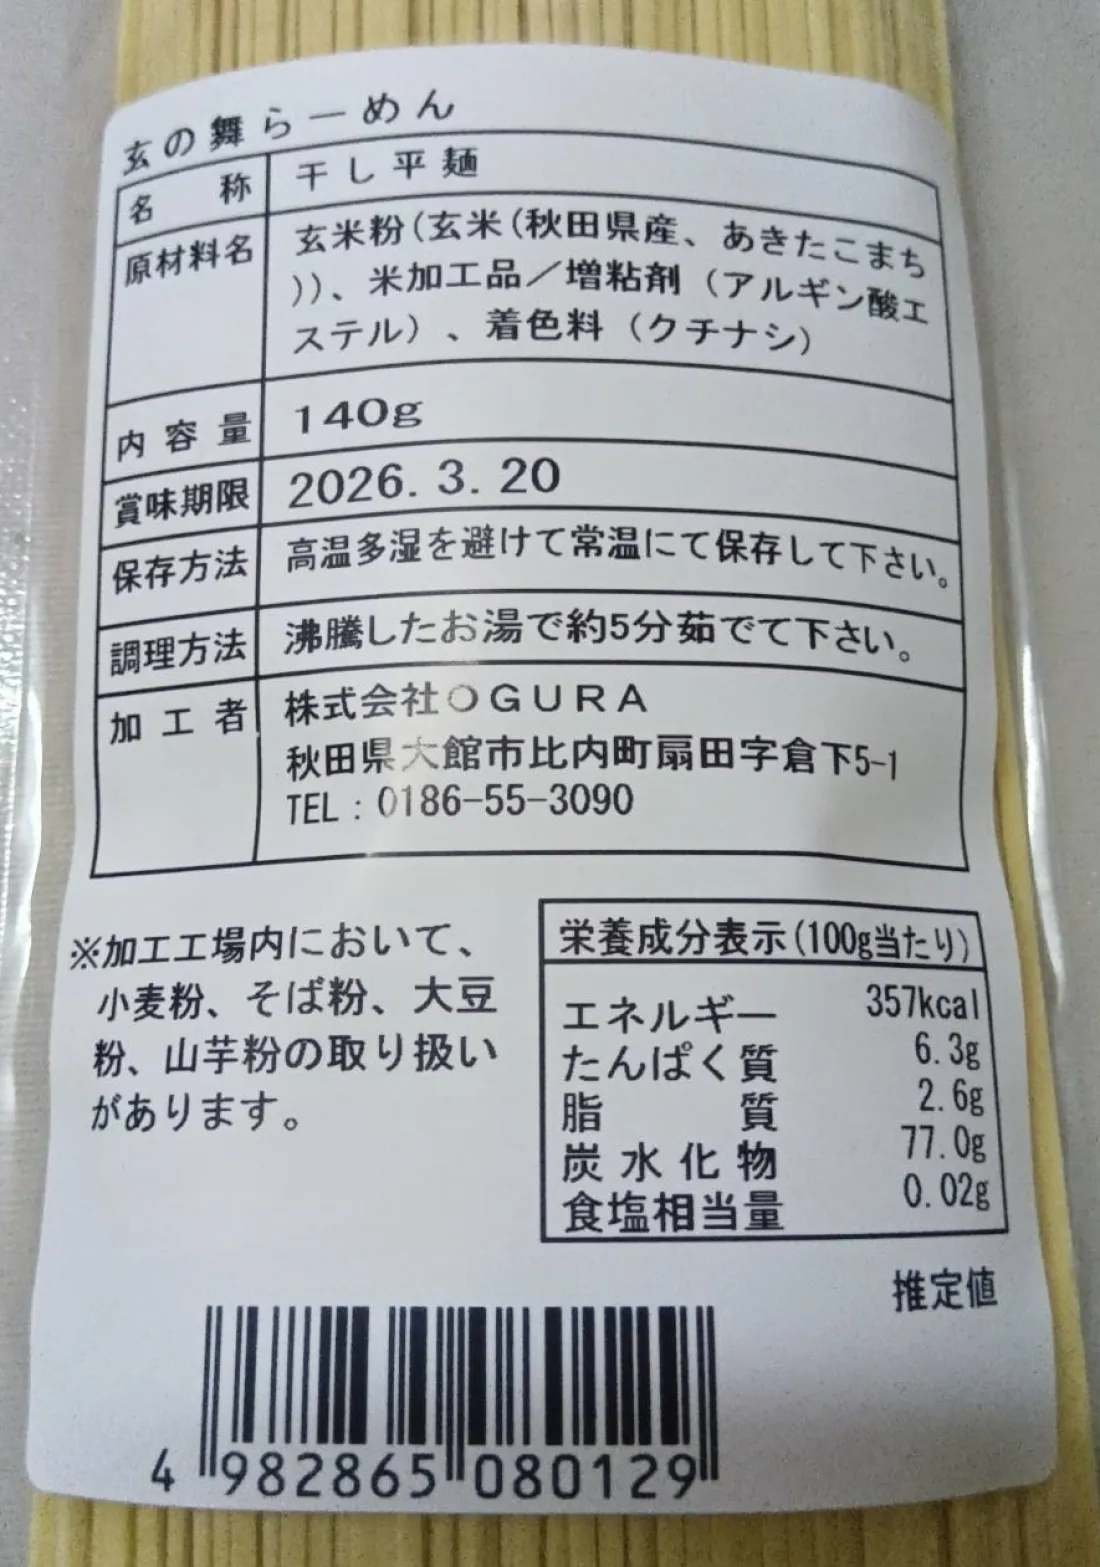 玄の舞らーめん
名称 干し平麺
原材料名 玄米粉(玄米(秋田県産、あきたこまち
))、米加工品／増粘剤（アルギン酸エ
ステル）、着色料（クチナシ）
内容量 140g
賞味期限 2026.3.20
保存方法 高温多湿を避けて常温にて保存して下さい。
調理方法 沸騰したお湯で約5分茹でて下さい。
加工者 株式会社OGURA
秋田県大館市比内町扇田字倉下5-1
TEL：0186-55-3090
※加工工場内において、
小麦粉、そば粉、大豆
粉、山芋粉の取り扱い
があります。
栄養成分表示(100g当たり)
エネルギー 357kcal
たんぱく質 6.3g
脂質 2.6g
炭水化物 77.0g
食塩相当量 0.02g
推定値
4 982865 080129